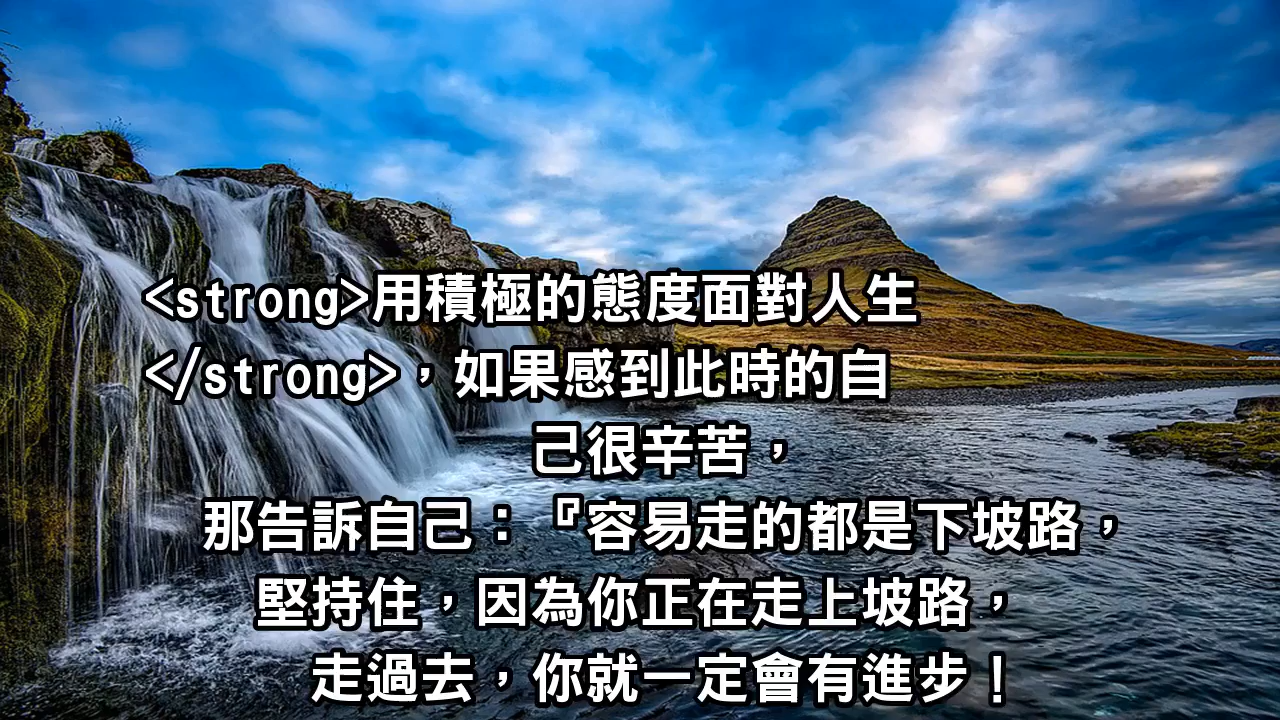 <strong>用積極的態度面對人生
</strong>，如果感到此時的自
己很辛苦，
那告訴自己：『容易走的都是下坡路，
堅持住，因為你正在走上坡路，
走過去，你就一定會有進步！